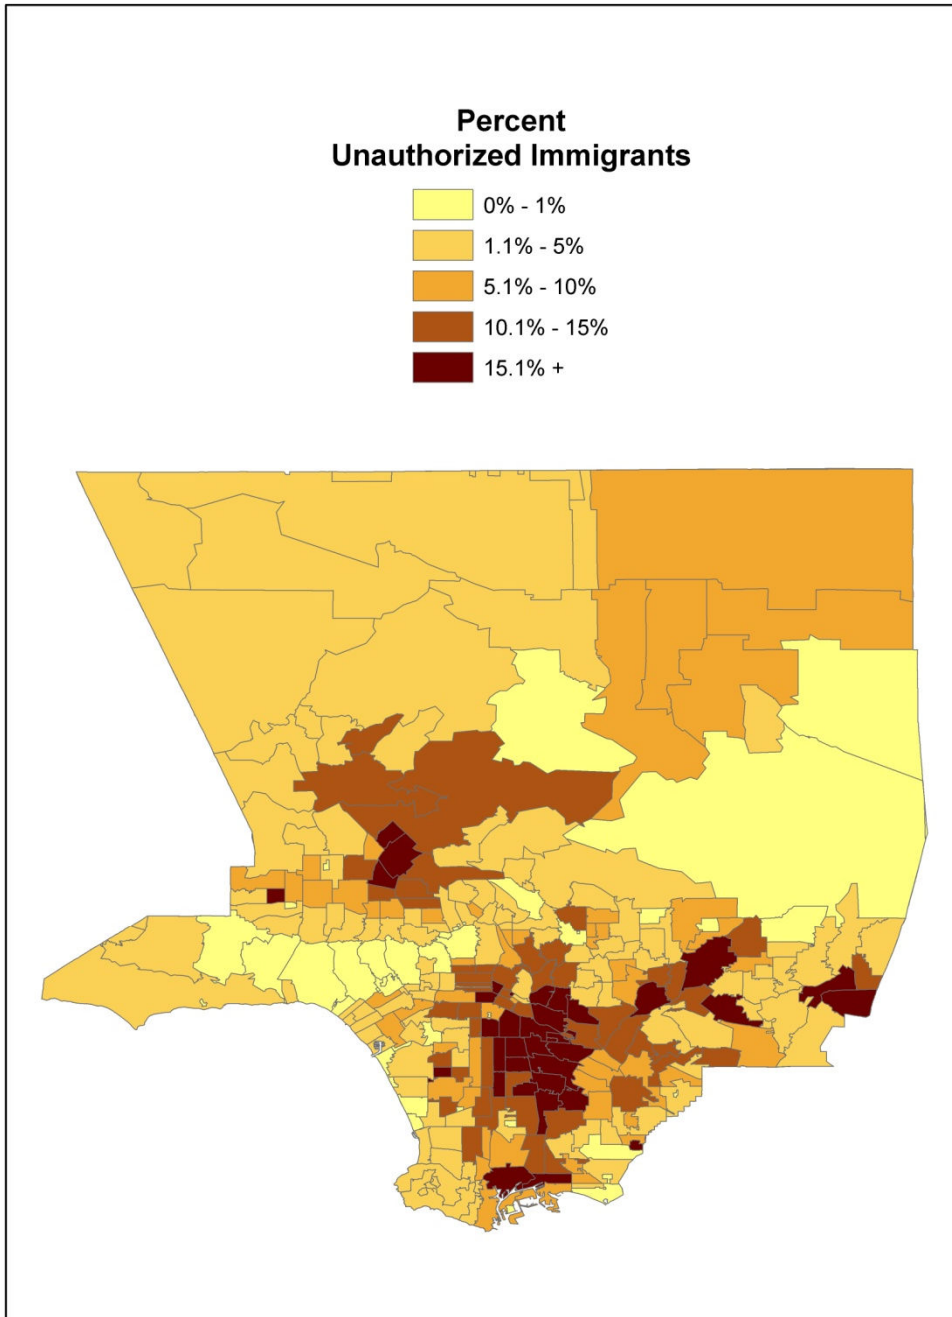 Percent
Unauthorized Immigrants
0% - 1%
1.1% - 5%
5.1% - 10%
10.1% - 15%
15.1% +